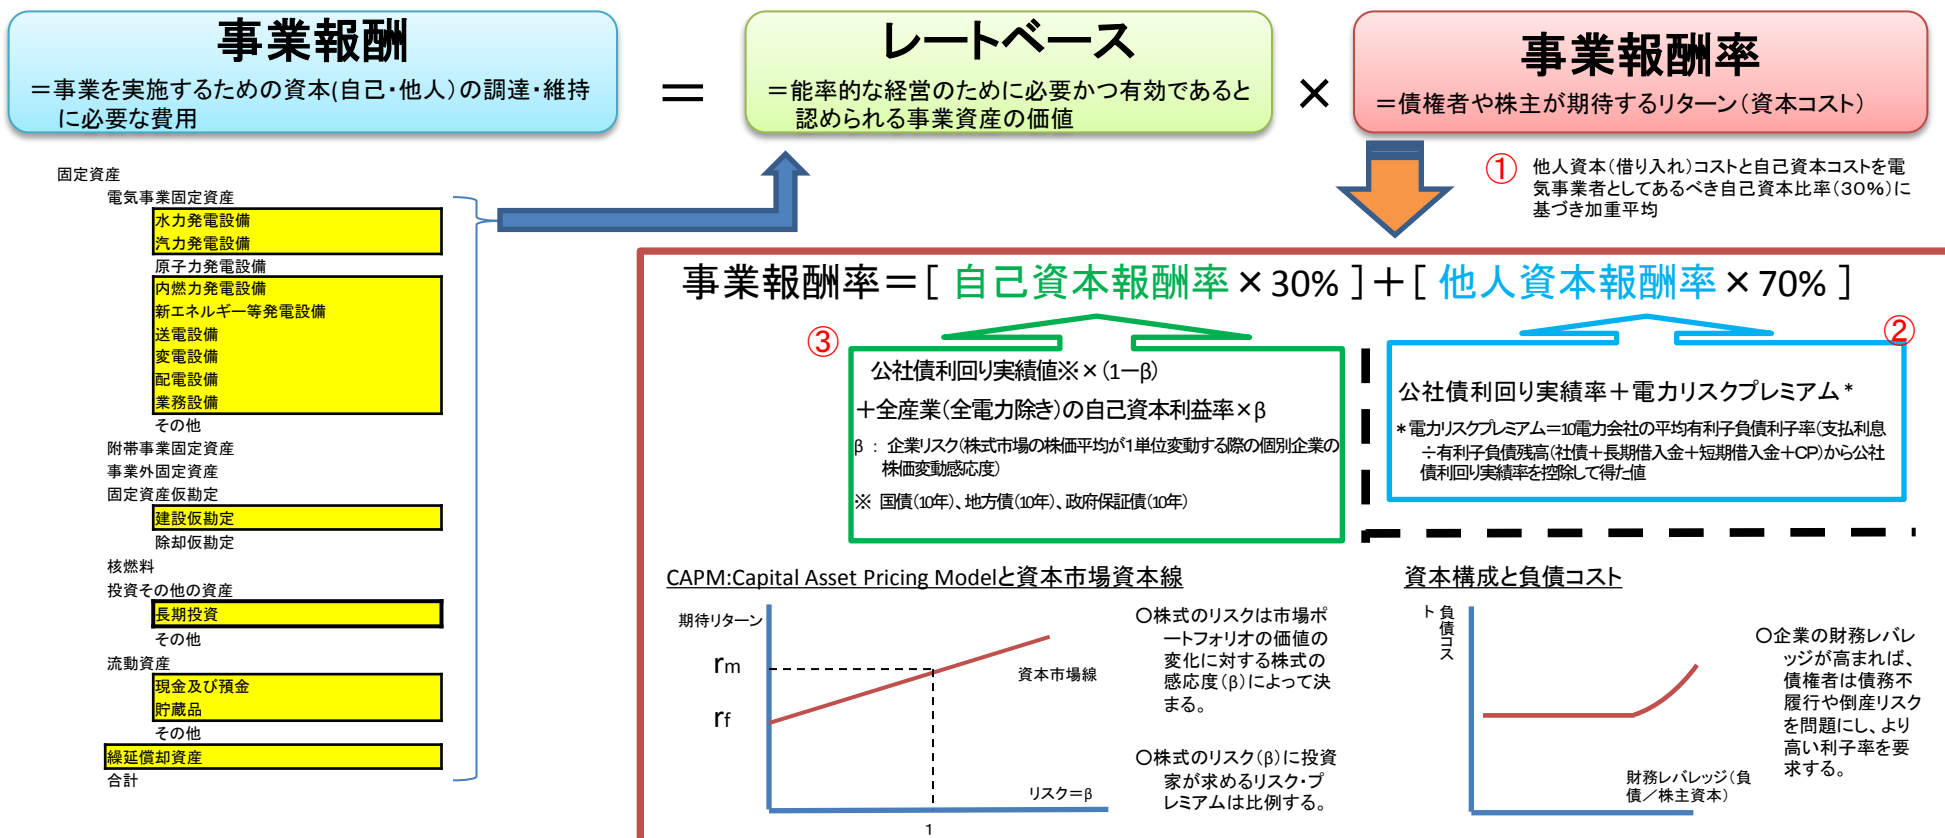 事業報酬
＝事業を実施するための資本(自己・他人)の調達・維持
に必要な費用
＝
レートベース
＝能率的な経営のために必要かつ有効であると
認められる事業資産の価値
×
事業報酬率
＝債権者や株主が期待するリターン（資本コスト）
① 他人資本（借り入れ）コストと自己資本コストを電
気事業者としてあるべき自己資本比率（30％）に
基づき加重平均
固定資産
電気事業固定資産
水力発電設備
汽力発電設備
原子力発電設備
内燃力発電設備
新エネルギー等発電設備
送電設備
変電設備
配電設備
業務設備
その他
附帯事業固定資産
事業外固定資産
固定資産仮勘定
建設仮勘定
除却仮勘定
核燃料
投資その他の資産
長期投資
その他
流動資産
現金及び預金
貯蔵品
その他
繰延償却資産
合計
事業報酬率＝[ 自己資本報酬率 × 30% ]＋[ 他人資本報酬率 × 70% ]
③
公社債利回り実績値※×（1－β）
＋全産業（全電力除き）の自己資本利益率×β
β ： 企業リスク（株式市場の株価平均が1単位変動する際の個別企業の
株価変動感応度）
※ 国債（10年）、地方債（10年）、政府保証債（10年）
②
公社債利回り実績率＋電力リスクプレミアム*
*電力リスクプレミアム＝10電力会社の平均有利子負債利子率（支払利息
÷有利子負債残高（社債＋長期借入金＋短期借入金＋CP）から公社
債利回り実績率を控除して得た値
CAPM:Capital Asset Pricing Modelと資本市場資本線
期待リターン
rm
rf
資本市場線
リスク＝β
1
○株式のリスクは市場ポ
ートフォリオの価値の
変化に対する株式の
感応度（β）によって決
まる。
○株式のリスク（β）に投資
家が求めるリスク・プ
レミアムは比例する。
資本構成と負債コスト
負債コス
ト
財務レバレッジ（負
債／株主資本）
○企業の財務レバレ
ッジが高まれば、
債権者は債務不
履行や倒産リスク
を問題にし、より
高い利子率を要
求する。